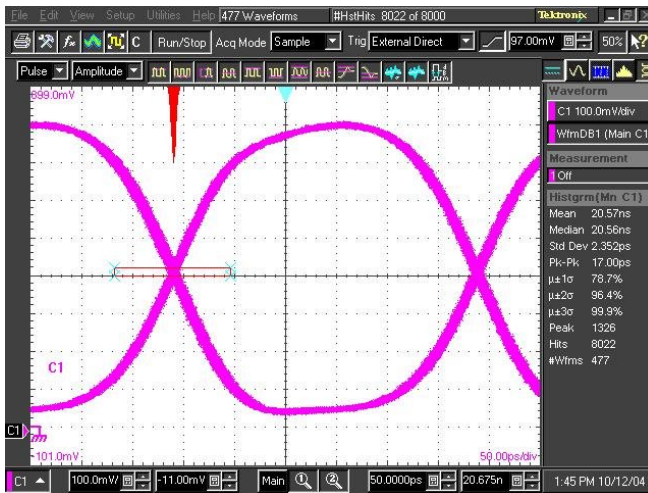 File Edit View Setup Utilities Help 477 Waveforms #HstHits 8022 of 8000 Tektronix
C Run/Stop Acq Mode Sample Trig External Direct 97.00mV 50%
Pulse Amplitude
899.0mV
C1
C1
-101.0mV 50.00ps/div
Waveform
C1 100.0mV/div
WfmDB1 (Main C1
Measurement
1 Off
Histgrm(Mn C1)
Mean 20.57ns
Median 20.56ns
Std Dev 2.352ps
Pk-Pk 17.00ps
µ±1σ 78.7%
µ±2σ 96.4%
µ±3σ 99.9%
Peak 1326
Hits 8022
#Wfms 477
C1 100.0mV -11.00mV Main 1 2 50.0000ps 20.675n 1:45 PM 10/12/04